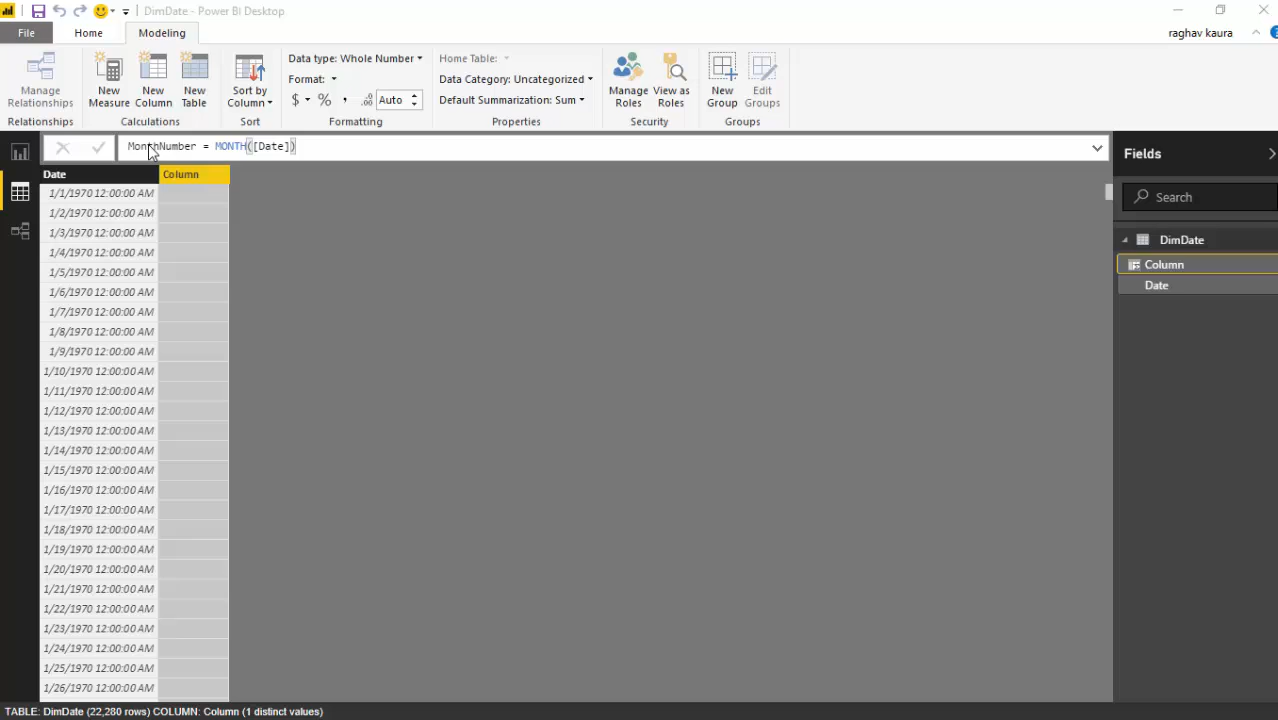 DimDate - Power BI Desktop
File
Home
Modeling
raghav kaura
Manage
Relationships
Relationships
New
Measure
New
Column
New
Table
Calculations
Sort by
Column
Sort
Data type: Whole Number
Format:
$ % , .00 Auto
Formatting
Home Table:
Data Category: Uncategorized
Default Summarization: Sum
Properties
Manage
Roles
View as
Roles
Security
New
Group
Edit
Groups
Groups
MonthNumber = MONTH([Date])
Date Column
1/1/1970 12:00:00 AM
1/2/1970 12:00:00 AM
1/3/1970 12:00:00 AM
1/4/1970 12:00:00 AM
1/5/1970 12:00:00 AM
1/6/1970 12:00:00 AM
1/7/1970 12:00:00 AM
1/8/1970 12:00:00 AM
1/9/1970 12:00:00 AM
1/10/1970 12:00:00 AM
1/11/1970 12:00:00 AM
1/12/1970 12:00:00 AM
1/13/1970 12:00:00 AM
1/14/1970 12:00:00 AM
1/15/1970 12:00:00 AM
1/16/1970 12:00:00 AM
1/17/1970 12:00:00 AM
1/18/1970 12:00:00 AM
1/19/1970 12:00:00 AM
1/20/1970 12:00:00 AM
1/21/1970 12:00:00 AM
1/22/1970 12:00:00 AM
1/23/1970 12:00:00 AM
1/24/1970 12:00:00 AM
1/25/1970 12:00:00 AM
1/26/1970 12:00:00 AM
Fields
Search
DimDate
Column
Date
TABLE: DimDate (22,280 rows) COLUMN: Column (1 distinct values)